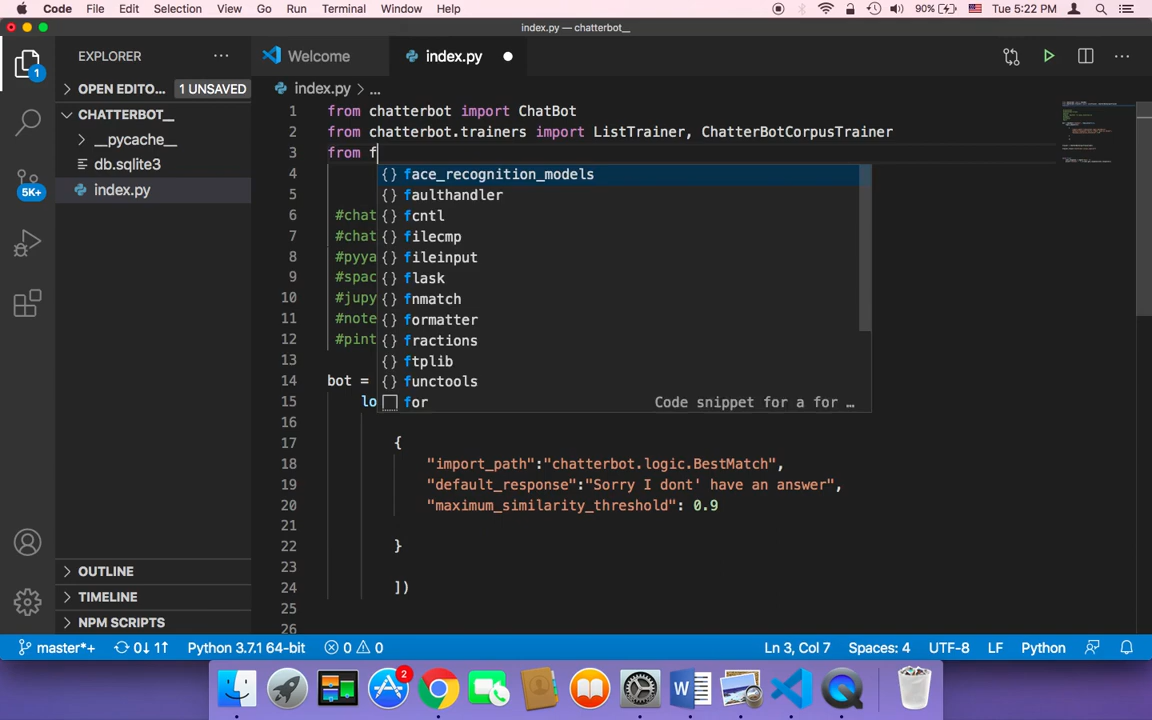 Code File Edit Selection View Go Run Terminal Window Help 90% Tue 5:22 PM
index.py — chatterbot_
EXPLORER
Welcome
index.py
1
OPEN EDITO... 1 UNSAVED
index.py > ...
CHATTERBOT_
__pycache__
db.sqlite3
index.py
5K+
1 from chatterbot import ChatBot
2 from chatterbot.trainers import ListTrainer, ChatterBotCorpusTrainer
3 from f
4 {} face_recognition_models
5 {} faulthandler
6 #chat {} fcntl
7 #chat {} filecmp
8 #pyya {} fileinput
9 #spac {} flask
10 #jupy {} fnmatch
11 #note {} formatter
12 #pint {} fractions
13 {} ftplib
14 bot = {} functools
15 lo for Code snippet for a for …
16
17 {
18 "import_path":"chatterbot.logic.BestMatch",
19 "default_response":"Sorry I dont' have an answer",
20 "maximum_similarity_threshold": 0.9
21
22 }
23
24 ])
25
26
OUTLINE
TIMELINE
NPM SCRIPTS
master*+ 0↓ 1↑ Python 3.7.1 64-bit 0 0 Ln 3, Col 7 Spaces: 4 UTF-8 LF Python
2
W